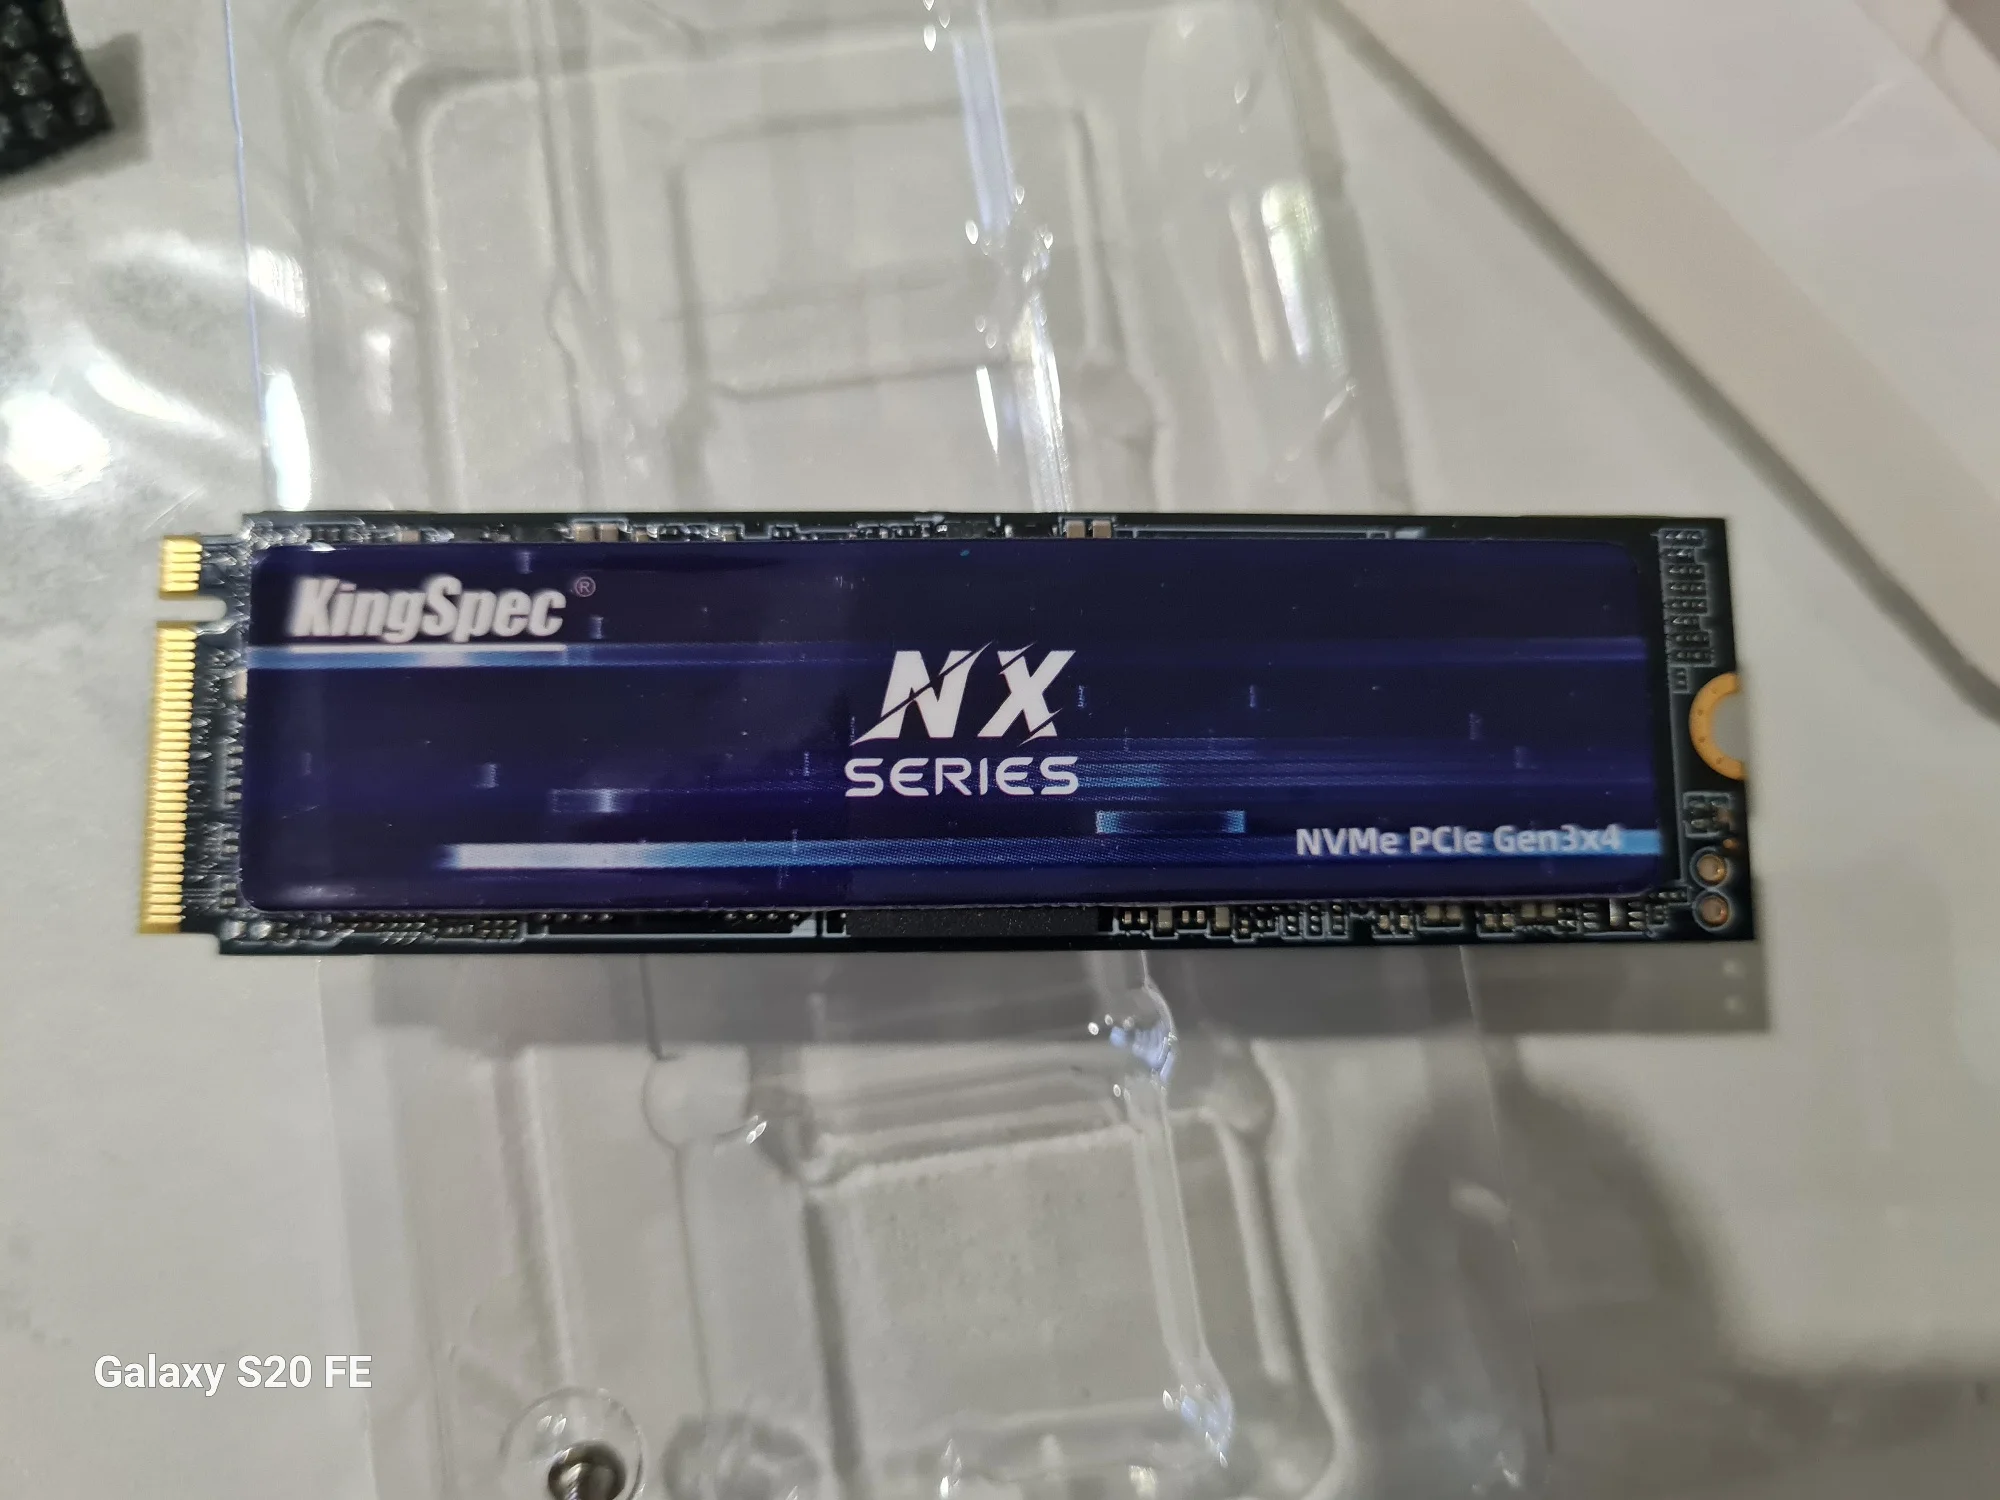 KingSpec®
NX
SERIES
NVMe PCIe Gen3x4
Galaxy S20 FE